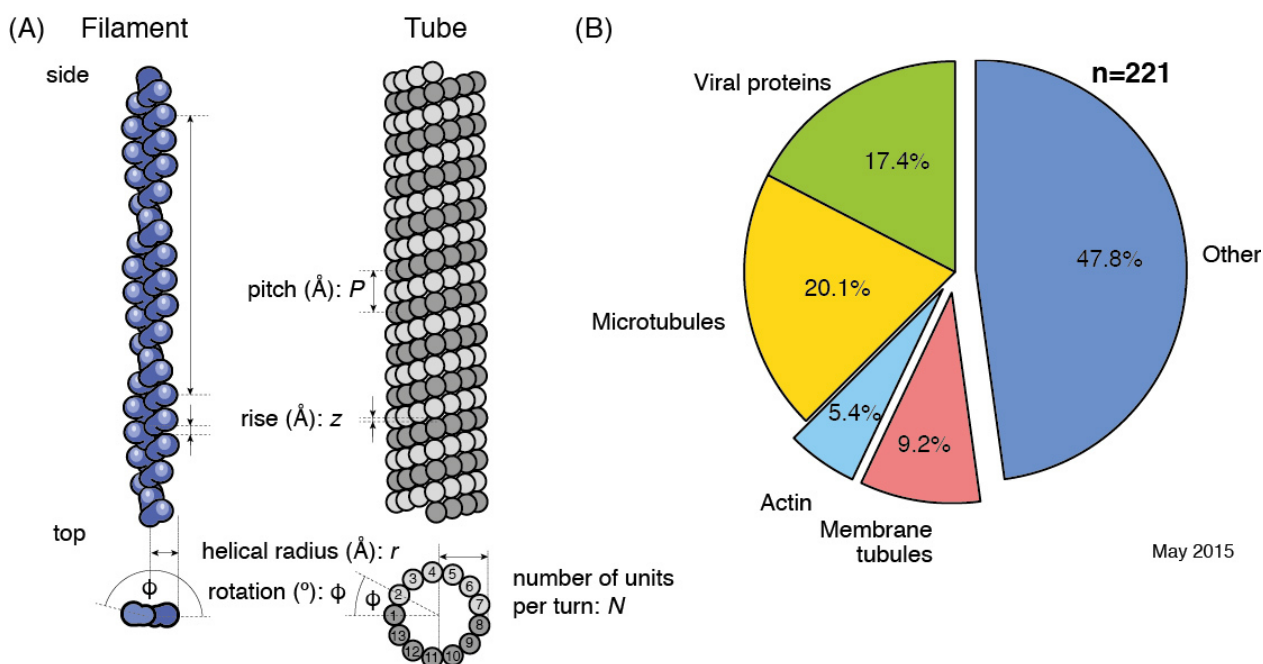 (A)
Filament
Tube
side
pitch (Å): P
rise (Å): z
top
helical radius (Å): r
rotation (º): ϕ
ϕ
ϕ
number of units
per turn: N
1
2
3
4
5
6
7
8
9
10
11
12
13
(B)
n=221
Viral proteins
17.4%
47.8%
Other
20.1%
Microtubules
5.4%
9.2%
Actin
Membrane
tubules
May 2015